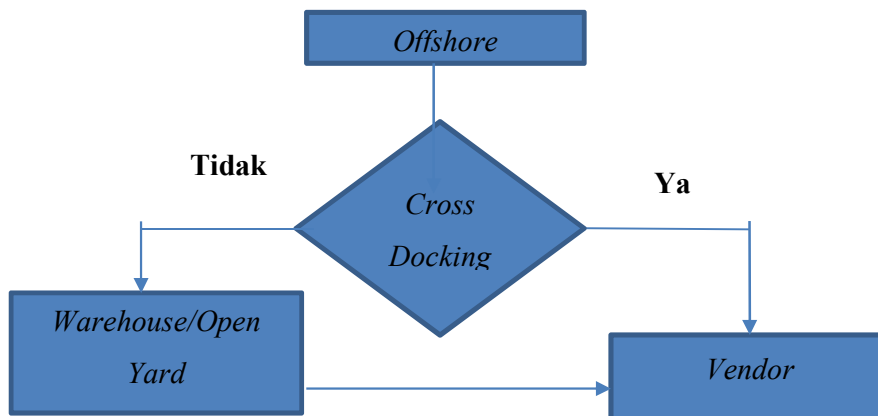 Offshore
Tidak
Ya
Cross
Docking
Warehouse/Open
Yard
Vendor